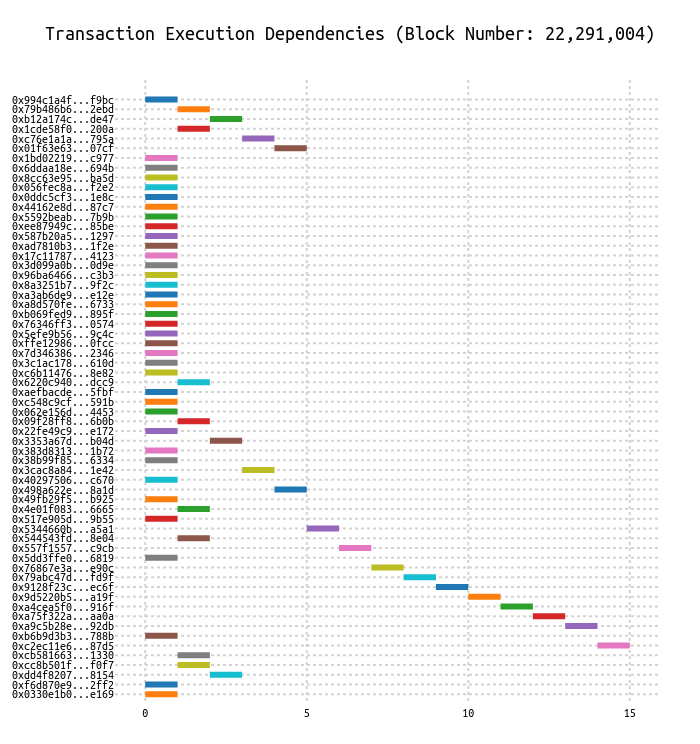 Transaction Execution Dependencies (Block Number: 22,291,004)
0x994c1a4f...f9bc
0x79b486b6...2ebd
0xb12a174c...de47
0x1cde58f0...200a
0xc76e1a1a...795a
0x01f63e63...07cf
0x1bd02219...c977
0x6ddaa18e...694b
0x8cc63e95...ba5d
0x056fec8a...f2e2
0x0ddc5cf3...1e8c
0x44162e8d...87c7
0x5592beab...7b9b
0xee87949c...85be
0x587b20a5...1297
0xad7810b3...1f2e
0x17c11787...4123
0x3d099a0b...0d9e
0x96ba6466...c3b3
0x8a3251b7...9f2c
0xa3ab6de9...e12e
0xa8d570fe...6733
0xb069fed9...895f
0x76346ff3...0574
0x5efe9b56...9c4c
0xffe12986...0fcc
0x7d346386...2346
0x3c1ac178...610d
0xc6b11476...8e82
0x6220c940...dcc9
0xaefbacde...5fbf
0xc548c9cf...591b
0x062e156d...4453
0x09f28ff8...6b0b
0x22fe49c9...e172
0x3353a67d...b04d
0x383d8313...1b72
0x38b99f85...6334
0x3cac8a84...1e42
0x40297506...c670
0x498a622e...8a1d
0x49fb29f5...b925
0x4e01f083...6665
0x517e905d...9b55
0x5344660b...a5a1
0x544543fd...8e04
0x557f1557...c9cb
0x5dd3ffe0...6819
0x76867e3a...e90c
0x79abc47d...fd9f
0x9128f23c...ec6f
0x9d5220b5...a19f
0xa4cea5f0...916f
0xa75f322a...aa0a
0xa9c5b28e...92db
0xb6b9d3b3...788b
0xc2ec11e6...87d5
0xcb581663...1330
0xcc8b501f...f0f7
0xdd4f8207...8154
0xf6d870e9...2ff2
0x0330e1b0...e169
0 5 10 15